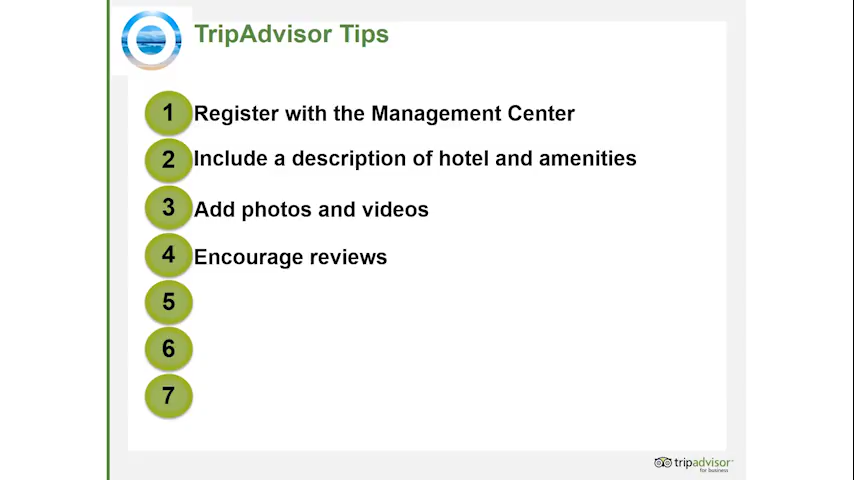 TripAdvisor Tips
1 Register with the Management Center
2 Include a description of hotel and amenities
3 Add photos and videos
4 Encourage reviews
5
6
7
tripadvisor™
for business